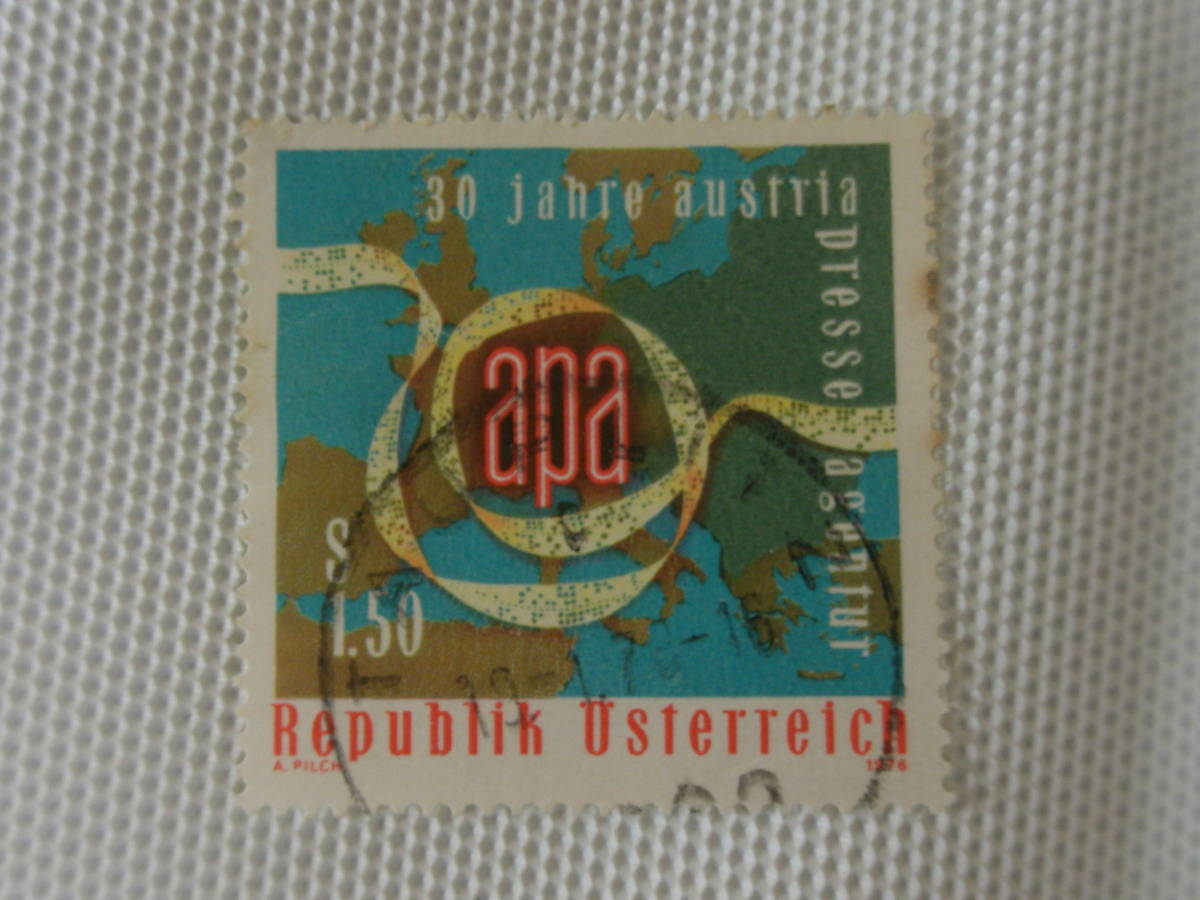 30 jahre austria
presse agentur
apa
S
1.50
Republik Österreich
A. PILCH
1976